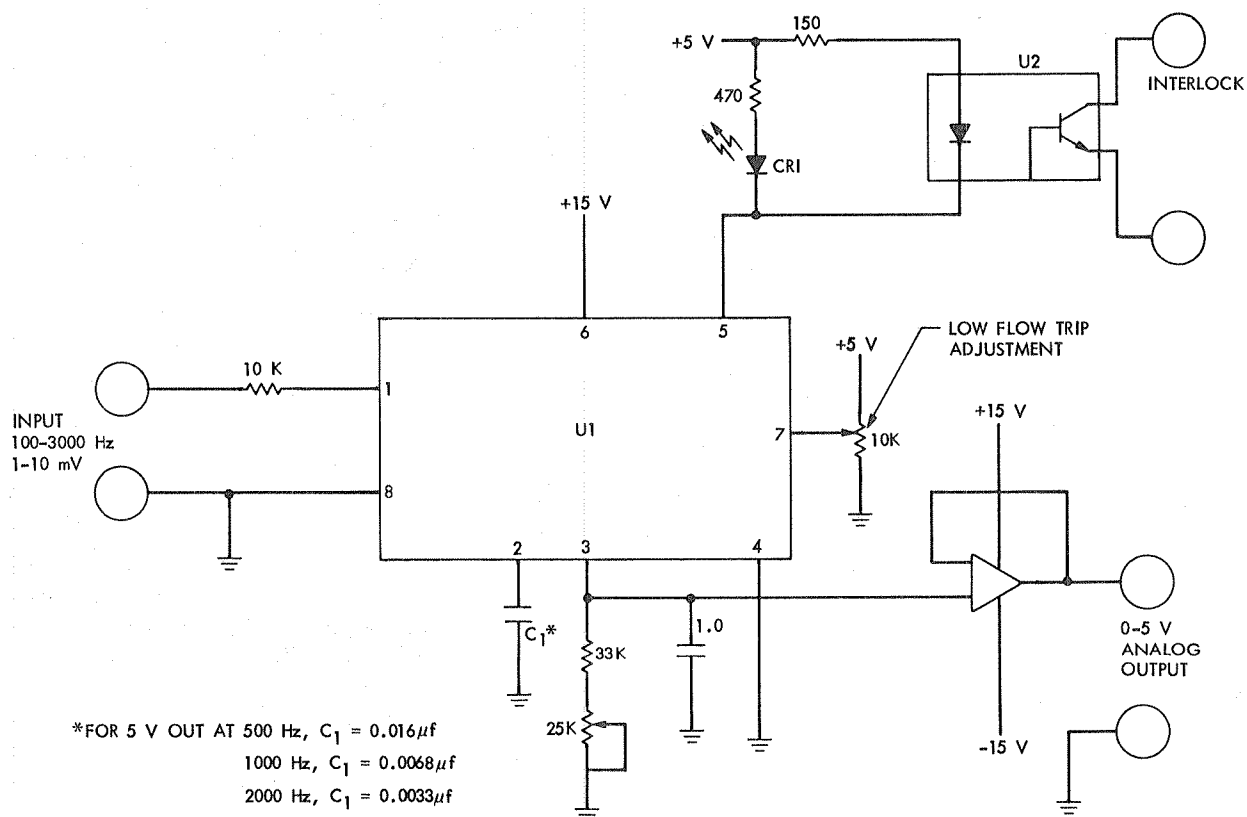 150
+5 V
U2
INTERLOCK
470
CR1
+15 V
6
5
LOW FLOW TRIP
ADJUSTMENT
+5 V
10 K
1
INPUT
100-3000 Hz
1-10 mV
U1
7
10K
+15 V
8
2
3
4
C1*
33K
1.0
0-5 V
ANALOG
OUTPUT
25K
-15 V
*FOR 5 V OUT AT 500 Hz, C1 = 0.016µf
1000 Hz, C1 = 0.0068µf
2000 Hz, C1 = 0.0033µf